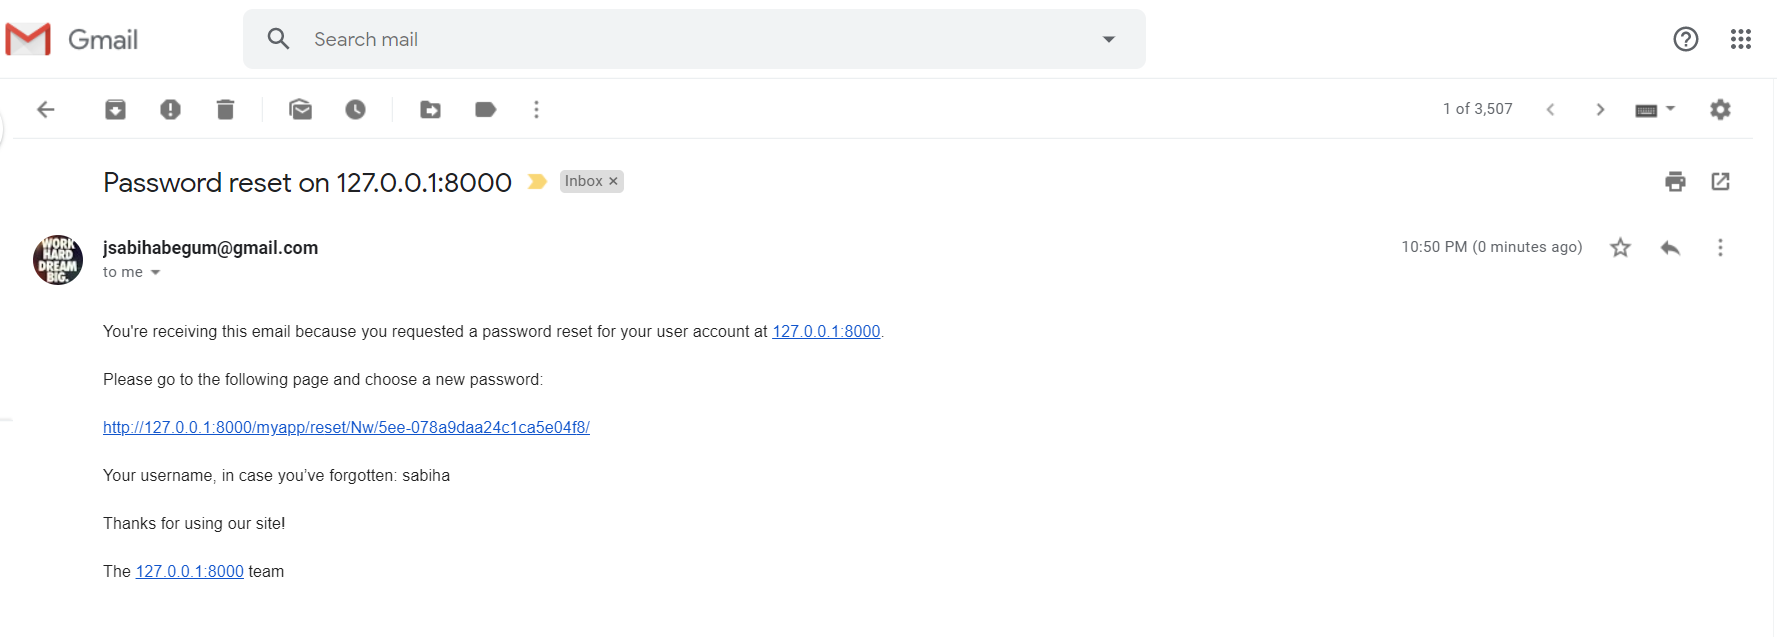 Gmail
Search mail
1 of 3,507
Password reset on 127.0.0.1:8000 Inbox ×
WORK
HARD
DREAM
BIG.
jsabihabegum@gmail.com
10:50 PM (0 minutes ago)
to me
You're receiving this email because you requested a password reset for your user account at 127.0.0.1:8000.
Please go to the following page and choose a new password:
http://127.0.0.1:8000/myapp/reset/Nw/5ee-078a9daa24c1ca5e04f8/
Your username, in case you’ve forgotten: sabiha
Thanks for using our site!
The 127.0.0.1:8000 team